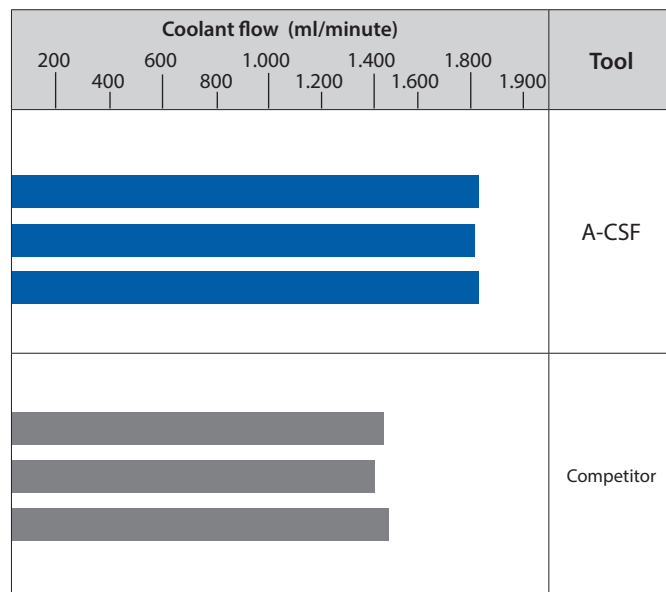 Coolant flow (ml/minute)
200 600 1.000 1.400 1.800
400 800 1.200 1.600 1.900
Tool
A-CSF
Competitor